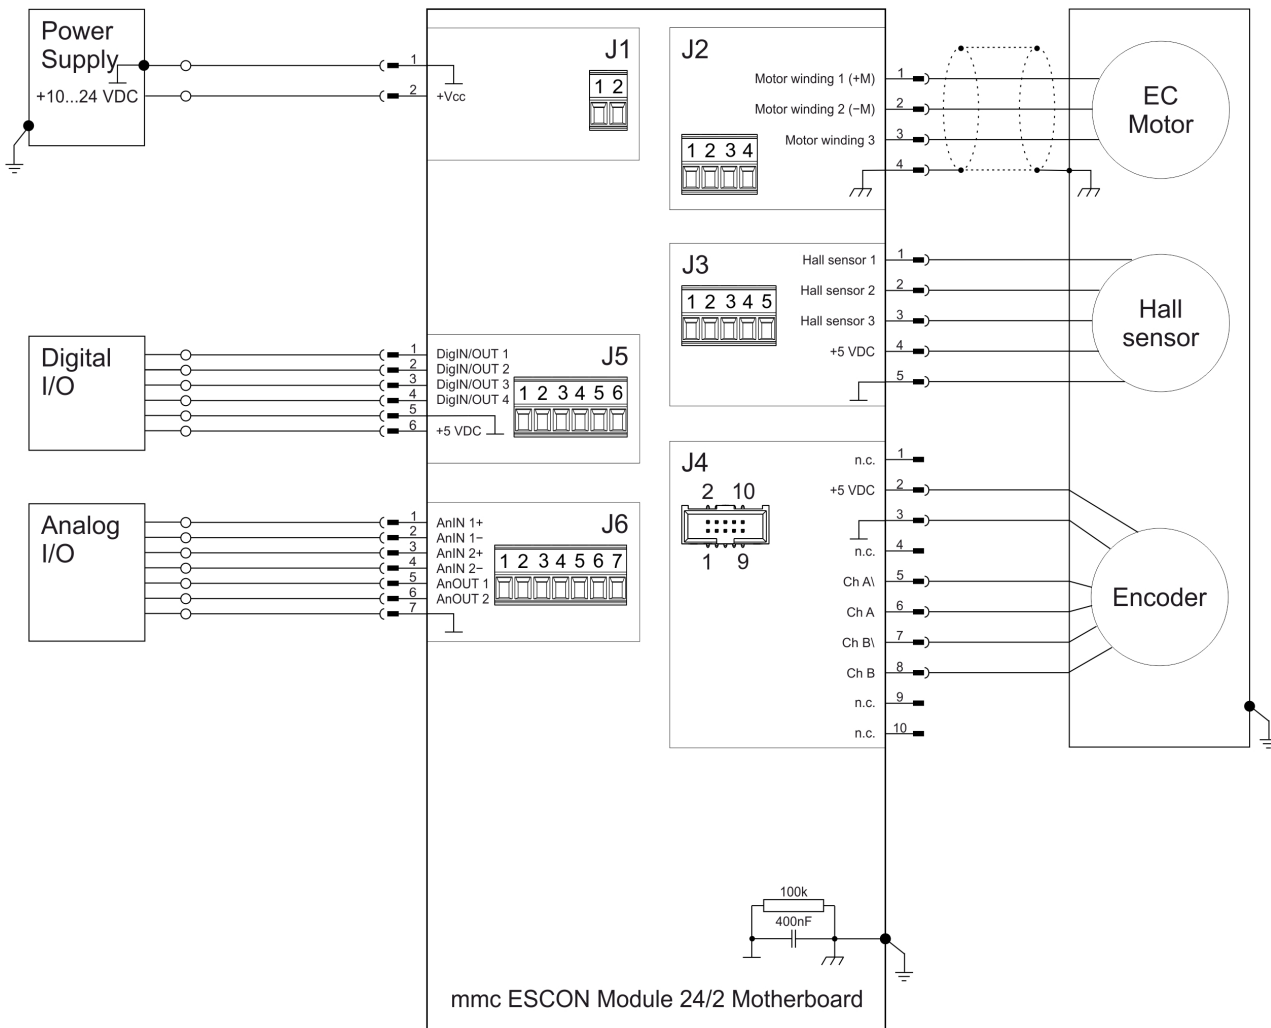 Power
Supply
+10...24 VDC
1
2
+Vcc
J1
1 2
J2
1 2 3 4
Motor winding 1 (+M)
1
Motor winding 2 (−M)
2
Motor winding 3
3
4
EC
Motor
J3
1 2 3 4 5
Hall sensor 1
1
Hall sensor 2
2
Hall sensor 3
3
+5 VDC
4
5
Hall
sensor
Digital
I/O
1
DigIN/OUT 1
2
DigIN/OUT 2
3
DigIN/OUT 3
4
DigIN/OUT 4
5
6
+5 VDC
J5
1 2 3 4 5 6
J4
2 10
1 9
n.c.
1
+5 VDC
2
3
n.c.
4
Ch A\
5
Ch A
6
Ch B\
7
Ch B
8
n.c.
9
n.c.
10
Encoder
Analog
I/O
1
AnIN 1+
2
AnIN 1−
3
AnIN 2+
4
AnIN 2−
5
AnOUT 1
6
AnOUT 2
7
J6
1 2 3 4 5 6 7
100k
400nF
mmc ESCON Module 24/2 Motherboard